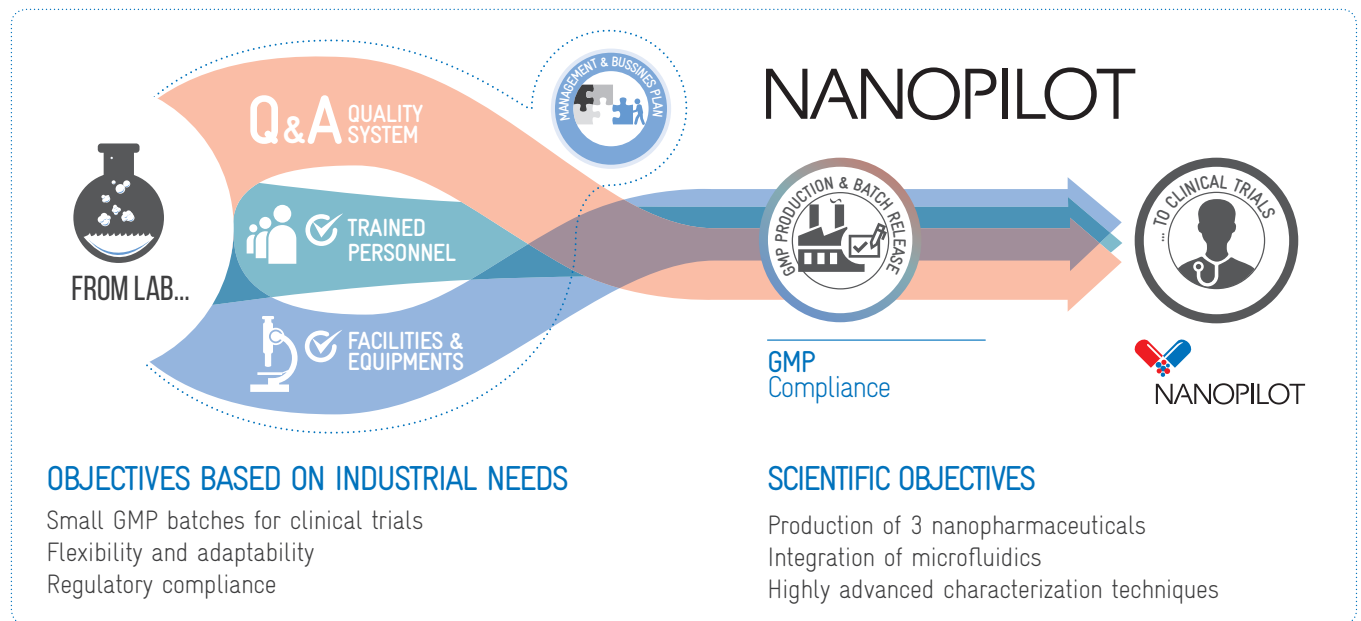 MANAGEMENT & BUSSINES PLAN
NANOPILOT
Q&A QUALITY
SYSTEM
TRAINED
PERSONNEL
FACILITIES &
EQUIPMENTS
FROM LAB...
GMP PRODUCTION & BATCH RELEASE
... TO CLINICAL TRIALS
GMP
Compliance
NANOPILOT
OBJECTIVES BASED ON INDUSTRIAL NEEDS
Small GMP batches for clinical trials
Flexibility and adaptability
Regulatory compliance
SCIENTIFIC OBJECTIVES
Production of 3 nanopharmaceuticals
Integration of microfluidics
Highly advanced characterization techniques